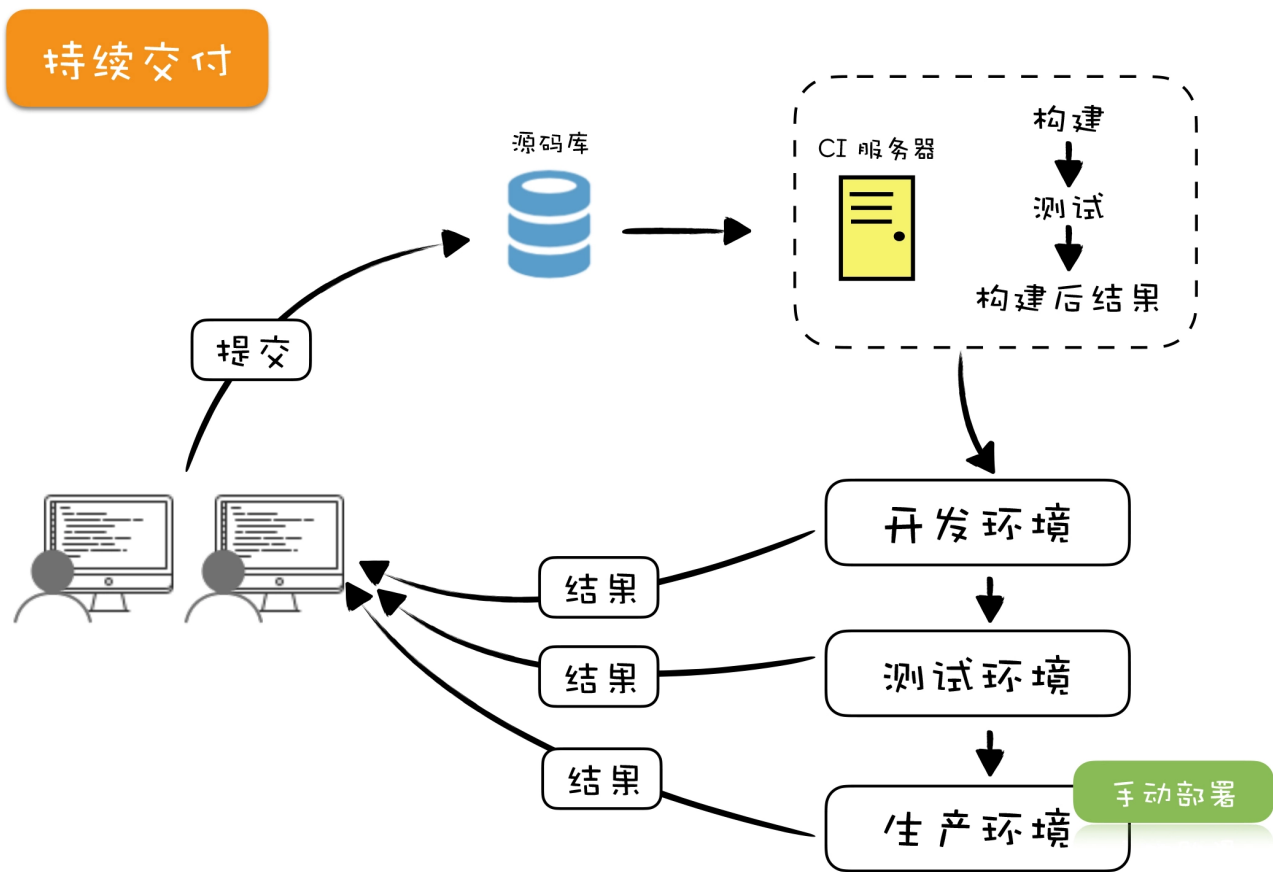 持续交付
源码库
CI 服务器
构建
测试
构建后结果
提交
开发环境
结果
测试环境
结果
手动部署
生产环境
结果